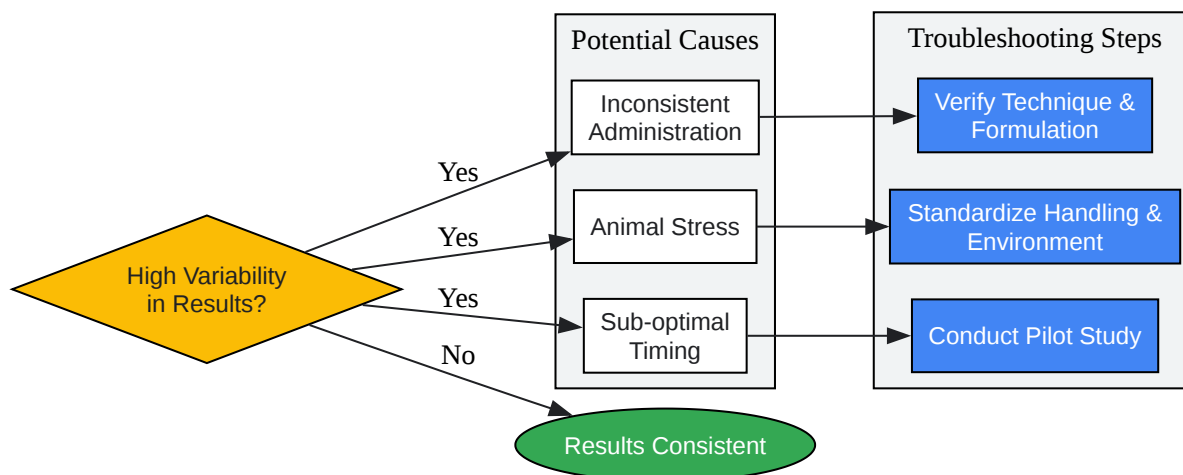 Potential Causes
Troubleshooting Steps
Inconsistent
Administration
Verify Technique &
Formulation
Yes
Animal Stress
Standardize Handling &
Environment
Yes
High Variability
in Results?
Yes
Sub-optimal
Timing
Conduct Pilot Study
No
Results Consistent